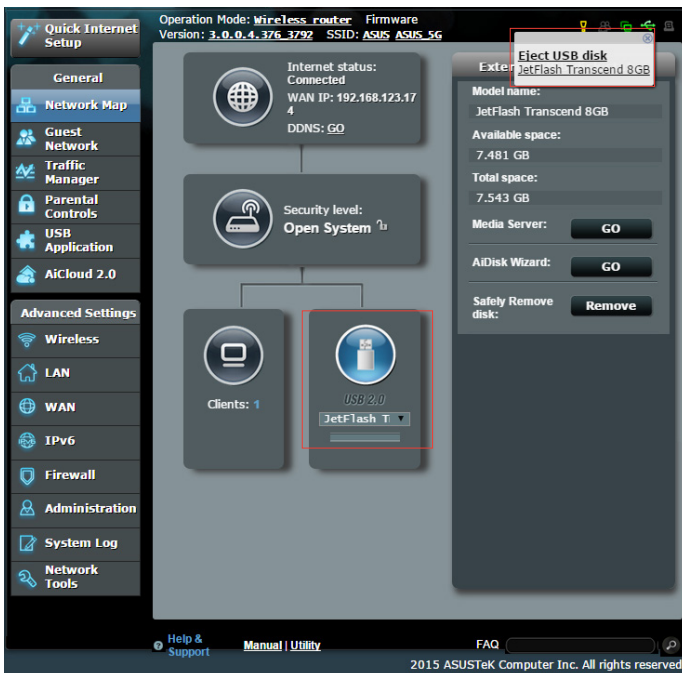 Quick Internet
Setup
Operation Mode: Wireless router Firmware
Version: 3.0.0.4.376_3792 SSID: ASUS ASUS_5G
Eject USB disk
JetFlash Transcend 8GB
General
Network Map
Guest
Network
Traffic
Manager
Parental
Controls
USB
Application
AiCloud 2.0
Advanced Settings
Wireless
LAN
WAN
IPv6
Firewall
Administration
System Log
Network
Tools
Internet status:
Connected
WAN IP: 192.168.123.17
4
DDNS: GO
Security level:
Open System
Clients: 1
USB 2.0
JetFlash
Model name:
JetFlash Transcend 8GB
Available space:
7.481 GB
Total space:
7.543 GB
Media Server: GO
AiDisk Wizard: GO
Safely Remove
disk: Remove
Help &
Support
Manual | Utility
FAQ
2015 ASUSTeK Computer Inc. All rights reserved